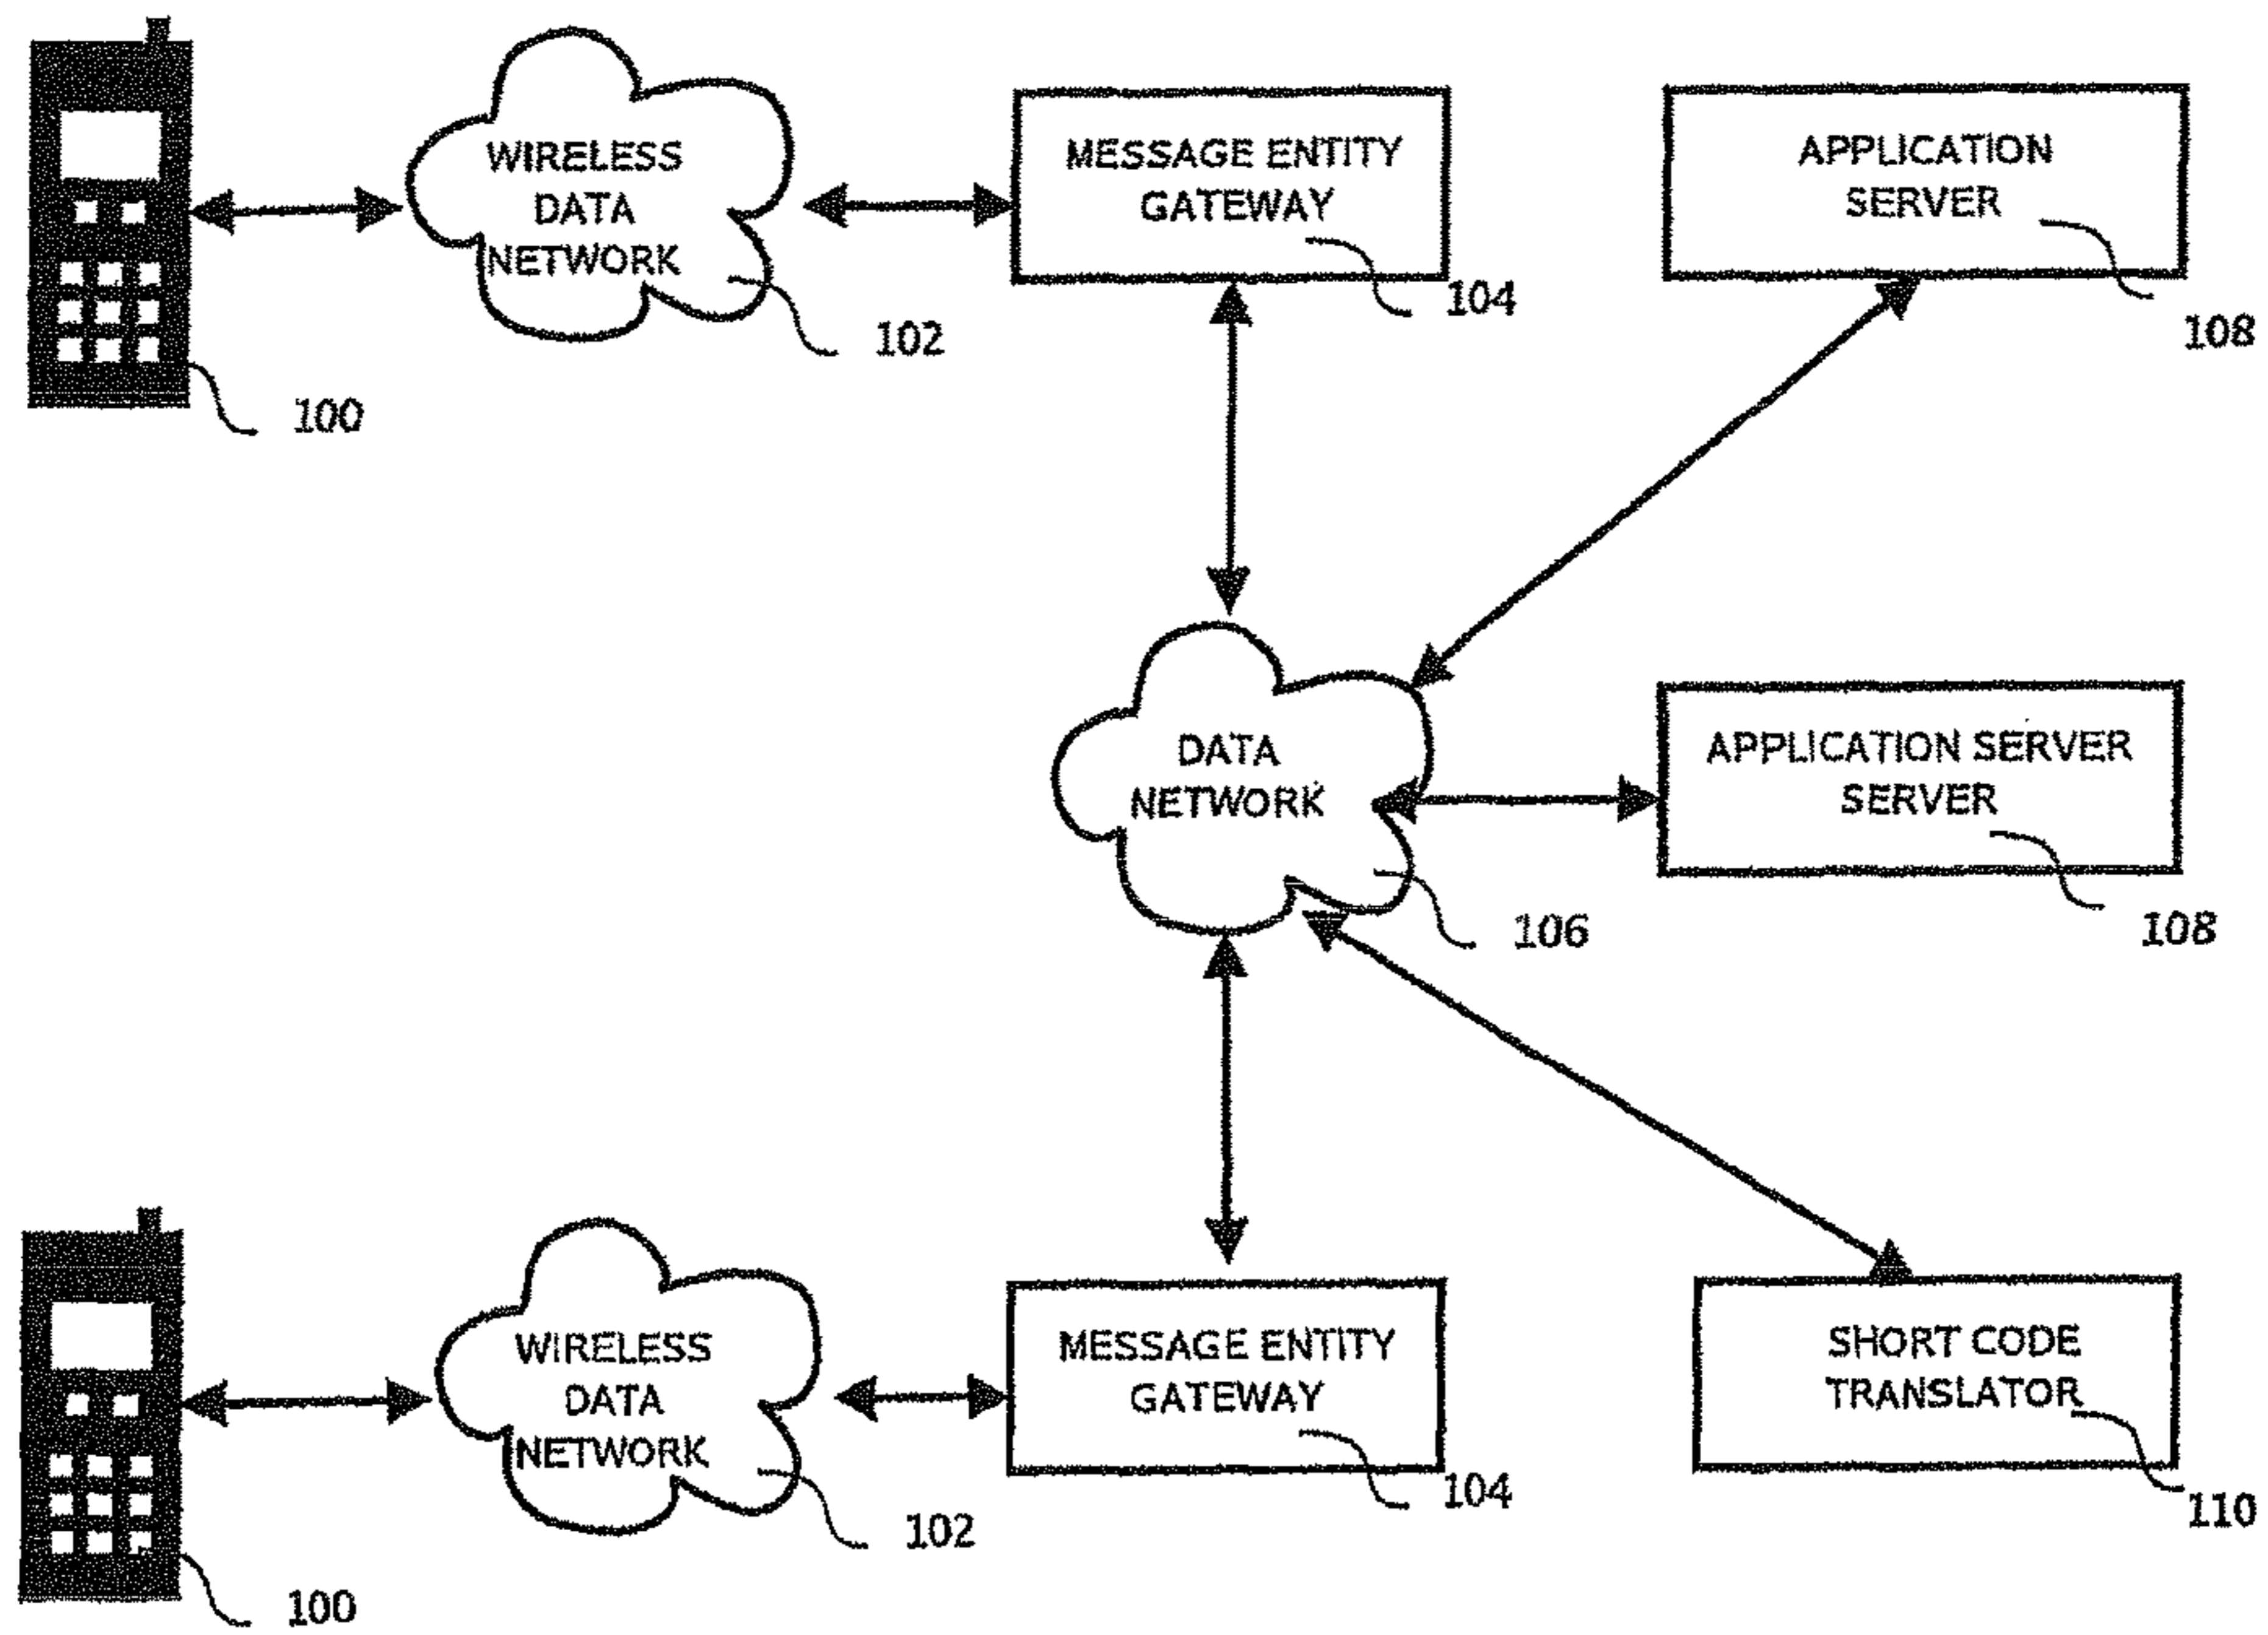 WIRELESS
DATA
NETWORK
102
100
MESSAGE ENTITY
GATEWAY
104
APPLICATION
SERVER
108
DATA
NETWORK
106
APPLICATION SERVER
SERVER
108
WIRELESS
DATA
NETWORK
102
100
MESSAGE ENTITY
GATEWAY
104
SHORT CODE
TRANSLATOR
110